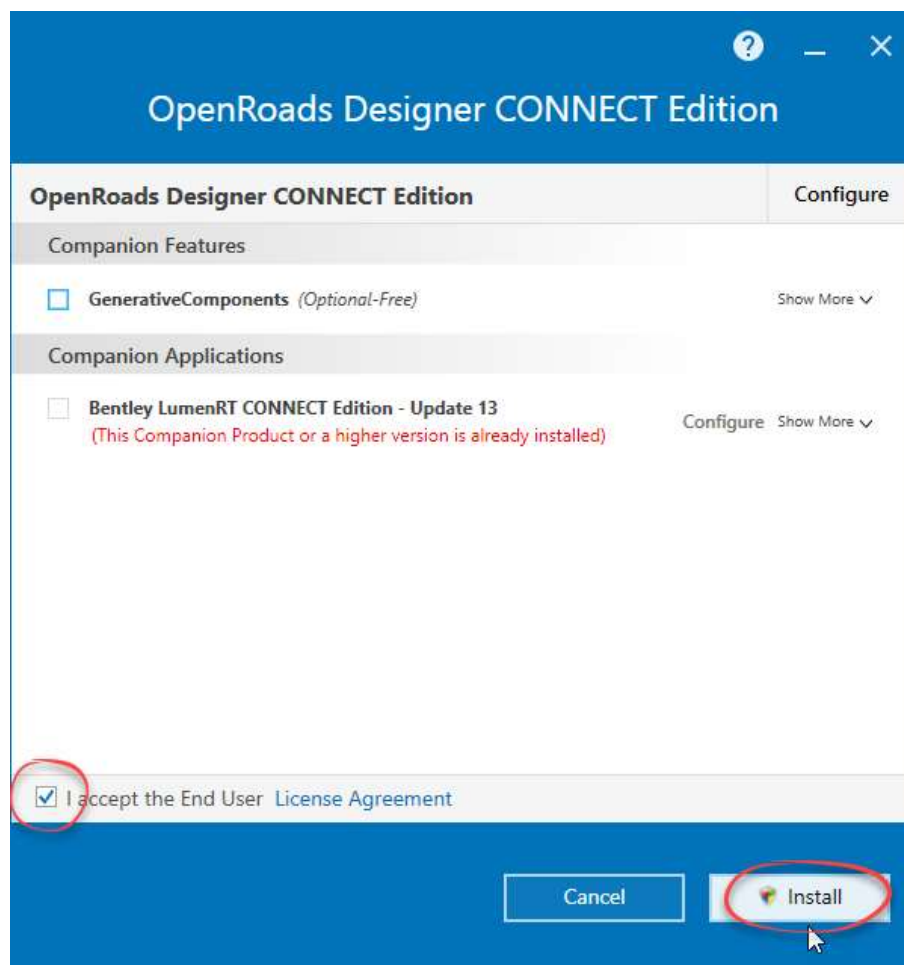 OpenRoads Designer CONNECT Edition
OpenRoads Designer CONNECT Edition Configure
Companion Features
GenerativeComponents (Optional-Free) Show More
Companion Applications
Bentley LumenRT CONNECT Edition - Update 13
(This Companion Product or a higher version is already installed) Configure Show More
I accept the End User License Agreement
Cancel Install